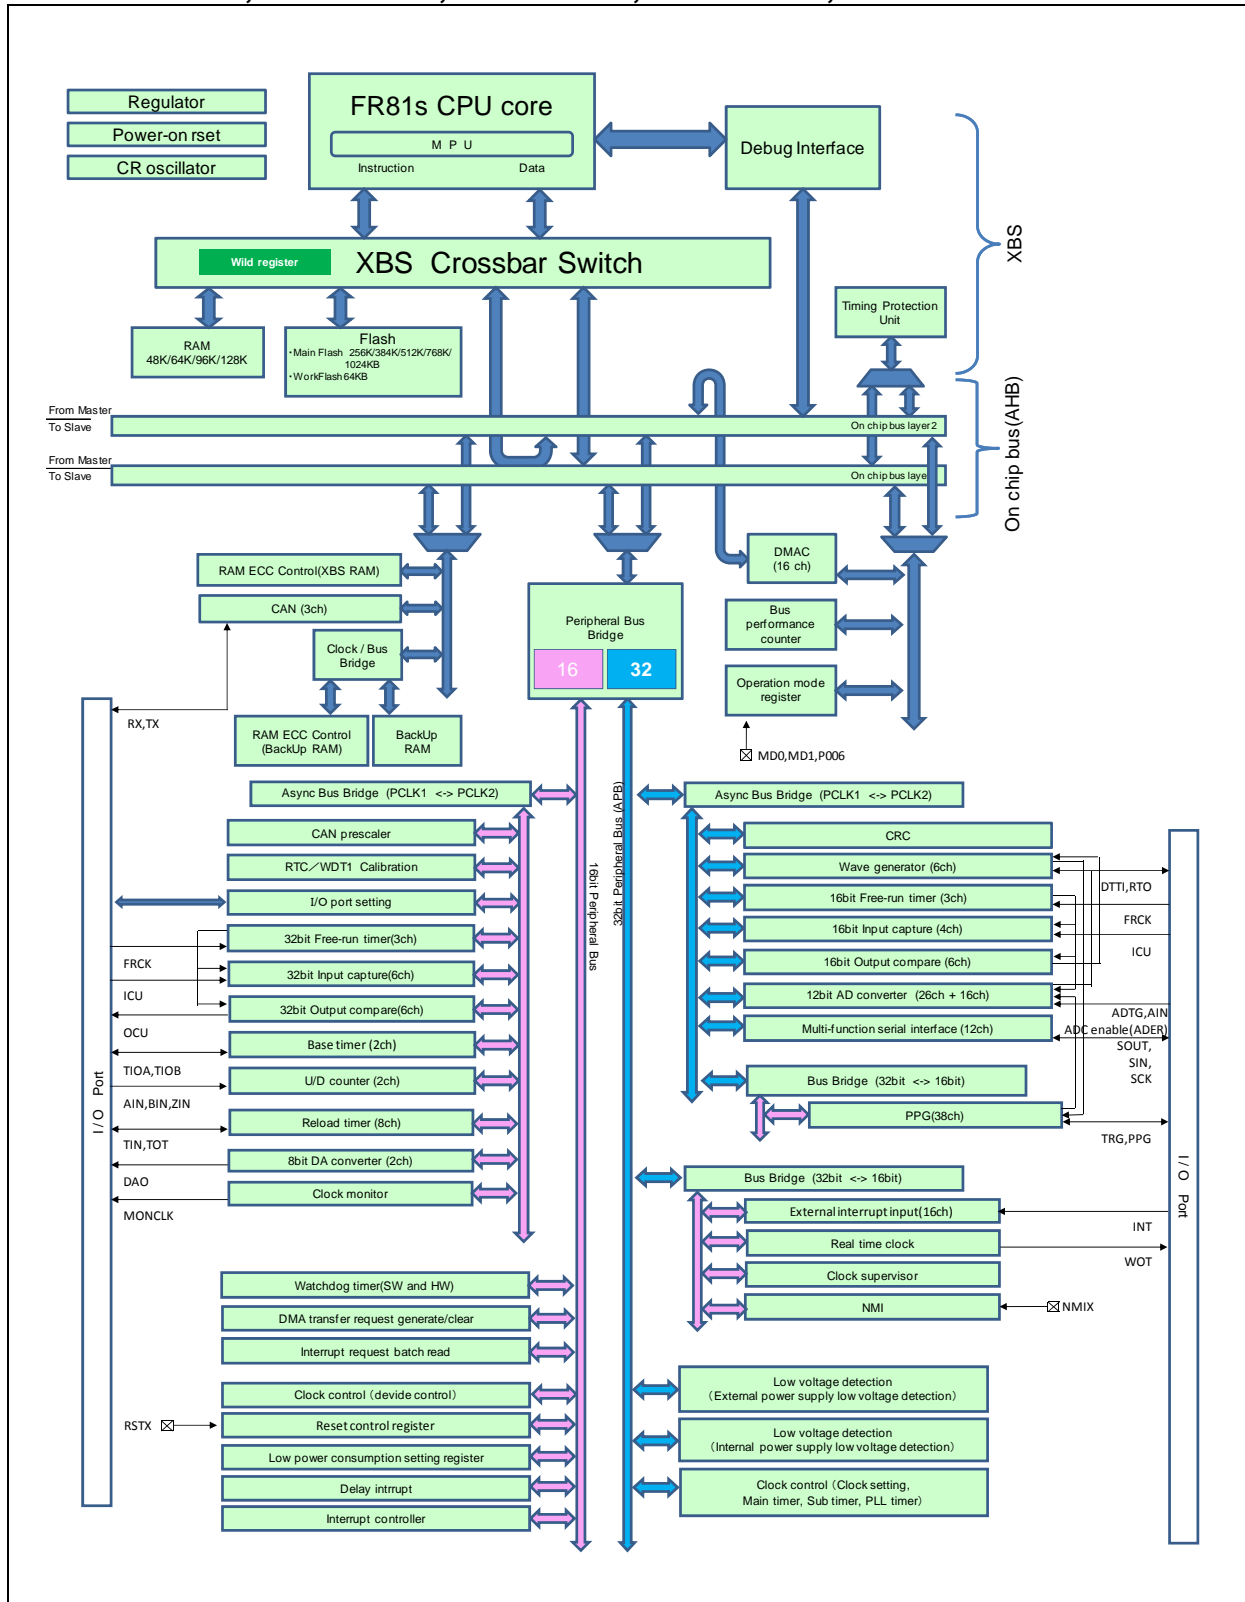 Regulator
Power-on rset
CR oscillator
FR81s CPU core
M P U
Instruction
Data
Debug Interface
XBS
Wild register
XBS Crossbar Switch
Timing Protection
Unit
RAM
48K/64K/96K/128K
Flash
・Main Flash 256K/384K/512K/768K/
1024KB
・WorkFlash 64KB
On chip bus(AHB)
From Master
To Slave
On chip bus layer 2
From Master
To Slave
On chip bus laye
RAM ECC Control(XBS RAM)
CAN (3ch)
Clock / Bus
Bridge
RAM ECC Control
(BackUp RAM)
BackUp
RAM
RX,TX
Peripheral Bus
Bridge
16
32
DMAC
(16 ch)
Bus
performance
counter
Operation mode
register
MD0,MD1,P006
16bit Peripheral Bus
32bit Peripheral Bus (APB)
Async Bus Bridge (PCLK1 <-> PCLK2)
CAN prescaler
RTC／WDT1 Calibration
I/O port setting
32bit Free-run timer(3ch)
FRCK
32bit Input capture(6ch)
ICU
32bit Output compare(6ch)
OCU
Base timer (2ch)
TIOA,TIOB
U/D counter (2ch)
AIN,BIN,ZIN
Reload timer (8ch)
TIN,TOT
8bit DA converter (2ch)
DAO
Clock monitor
MONCLK
I / O Port
Watchdog timer(SW and HW)
DMA transfer request generate/clear
Interrupt request batch read
Clock control（devide control）
RSTX
Reset control register
Low power consumption setting register
Delay intrrupt
Interrupt controller
Async Bus Bridge (PCLK1 <-> PCLK2)
CRC
Wave generator (6ch)
DTTI,RTO
16bit Free-run timer (3ch)
FRCK
16bit Input capture (4ch)
ICU
16bit Output compare (6ch)
12bit AD converter (26ch + 16ch)
ADTG,AIN
ADC enable(ADER)
Multi-function serial interface (12ch)
SOUT,
SIN,
SCK
Bus Bridge (32bit <-> 16bit)
PPG(38ch)
TRG,PPG
I / O Port
Bus Bridge (32bit <-> 16bit)
External interrupt input(16ch)
INT
Real time clock
WOT
Clock supervisor
NMI
NMIX
Low voltage detection
（External power supply low voltage detection）
Low voltage detection
（Internal power supply low voltage detection）
Clock control（Clock setting,
Main timer, Sub timer, PLL timer）